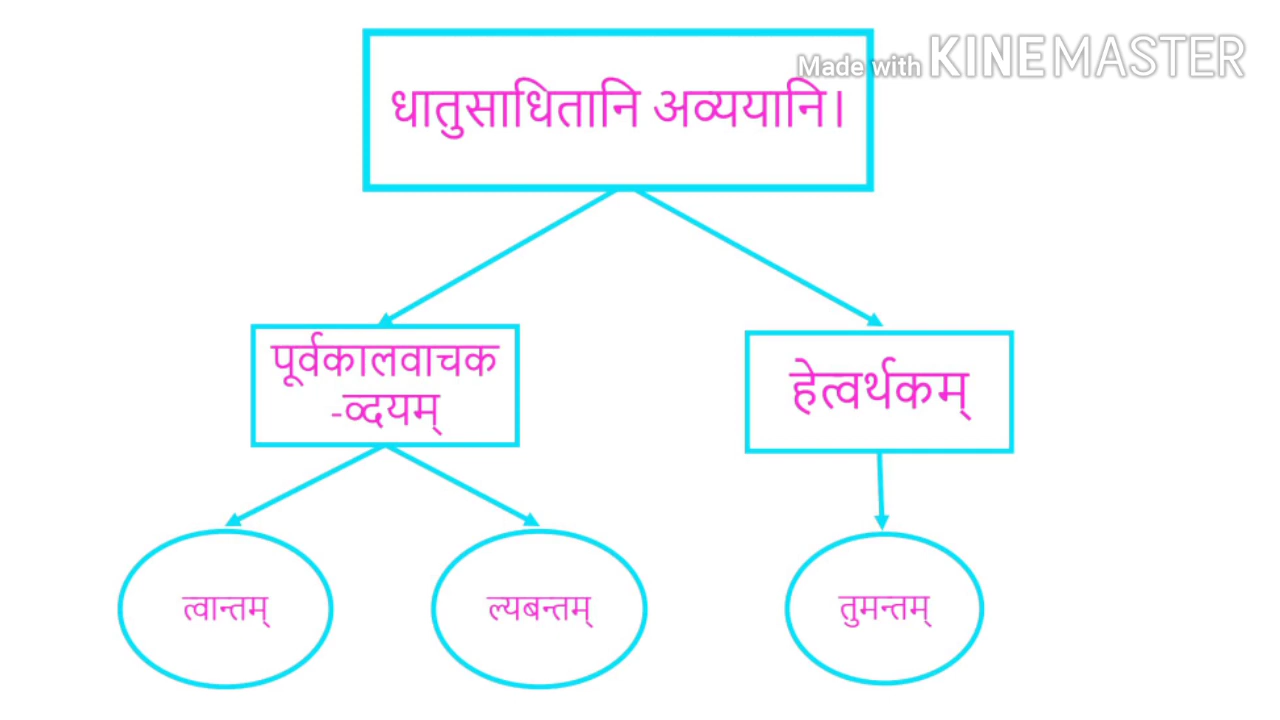 Made with KINEMASTER
धातुसाधितानि अव्ययानि।
पूर्वकालवाचक
-व्दयम्
हेत्वर्थकम्
त्वान्तम्
ल्यबन्तम्
तुमन्तम्